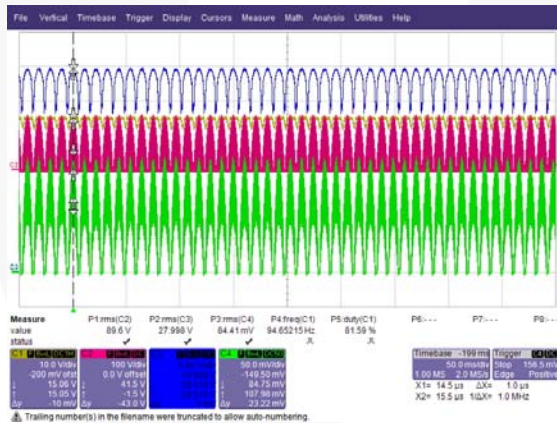 File Vertical Timebase Trigger Display Cursors Measure Math Analysis Utilities Help
C2
Measure P1:rms(C2) P2:rms(C3) P3:rms(C4) P4:freq(C1) P5:duty(C1) P6:- - - P7:- - - P8:- - -
value 89.6 V 27.998 V 84.41 mV 94.65215 Hz 81.59 %
status
C1 C2 C4 Timebase -199 ms Trigger C4 DC
10.0 V/div 100 V/div 50.0 mV/div 50.0 ms/div Stop 156.5 mV
-200 mV ofst 0.0 V offset -149.50 mV 1.00 MS 2.0 MS/s Edge Positive
15.06 V 41.5 V 84.75 mV X1= 14.5 µs ΔX= 1.0 µs
15.05 V -1.5 V 107.98 mV X2= 15.5 µs 1/ΔX= 1.0 MHz
Δy -10 mV Δy -43.0 V Δy 23.22 mV
Trailing number(s) in the filename were truncated to allow auto-numbering.